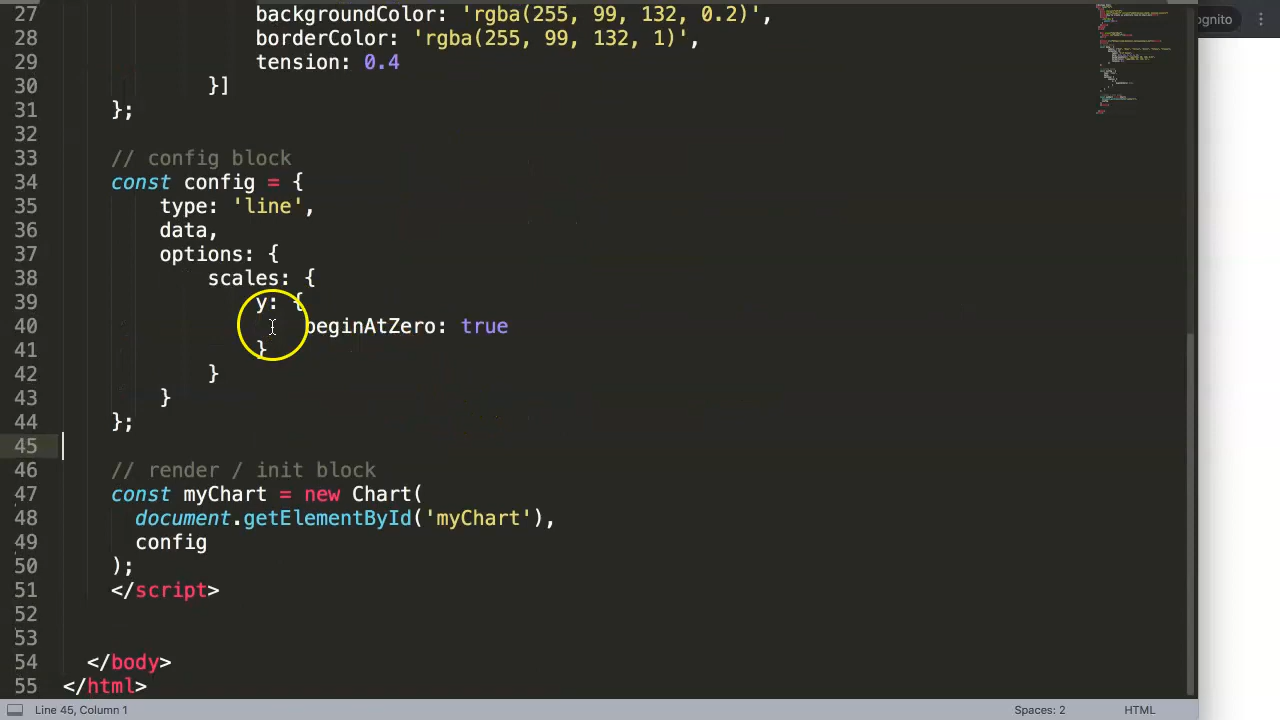 27 backgroundColor: 'rgba(255, 99, 132, 0.2)',
28 borderColor: 'rgba(255, 99, 132, 1)',
29 tension: 0.4
30 }]
31 };
32
33 // config block
34 const config = {
35 type: 'line',
36 data,
37 options: {
38 scales: {
39 y: {
40 beginAtZero: true
41 }
42 }
43 }
44 };
45
46 // render / init block
47 const myChart = new Chart(
48 document.getElementById('myChart'),
49 config
50 );
51 </script>
52
53
54 </body>
55 </html>
Line 45, Column 1
Spaces: 2
HTML